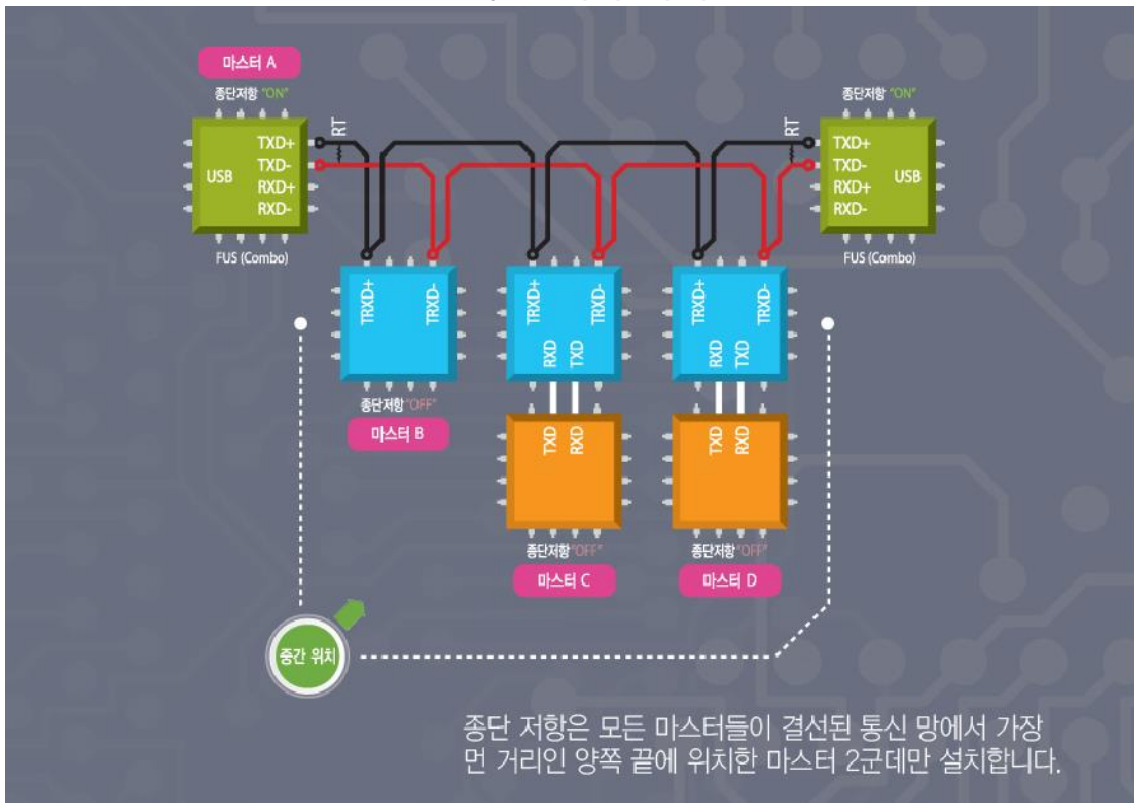 마스터 A
종단저항 "ON"
종단저항 "ON"
RT
RT
TXD+
TXD-
RXD+
RXD-
USB
TXD+
TXD-
RXD+
RXD-
USB
FUS (Combo)
FUS (Combo)
TRXD+
TRXD-
TRXD+
TRXD-
RXD
TXD
TRXD+
TRXD-
RXD
TXD
종단저항 "OFF"
마스터 B
TXD
RXD
TXD
RXD
종단저항 "OFF"
종단저항 "OFF"
마스터 C
마스터 D
중간 위치
종단 저항은 모든 마스터들이 결선된 통신 망에서 가장
먼 거리인 양쪽 끝에 위치한 마스터 2군데만 설치합니다.